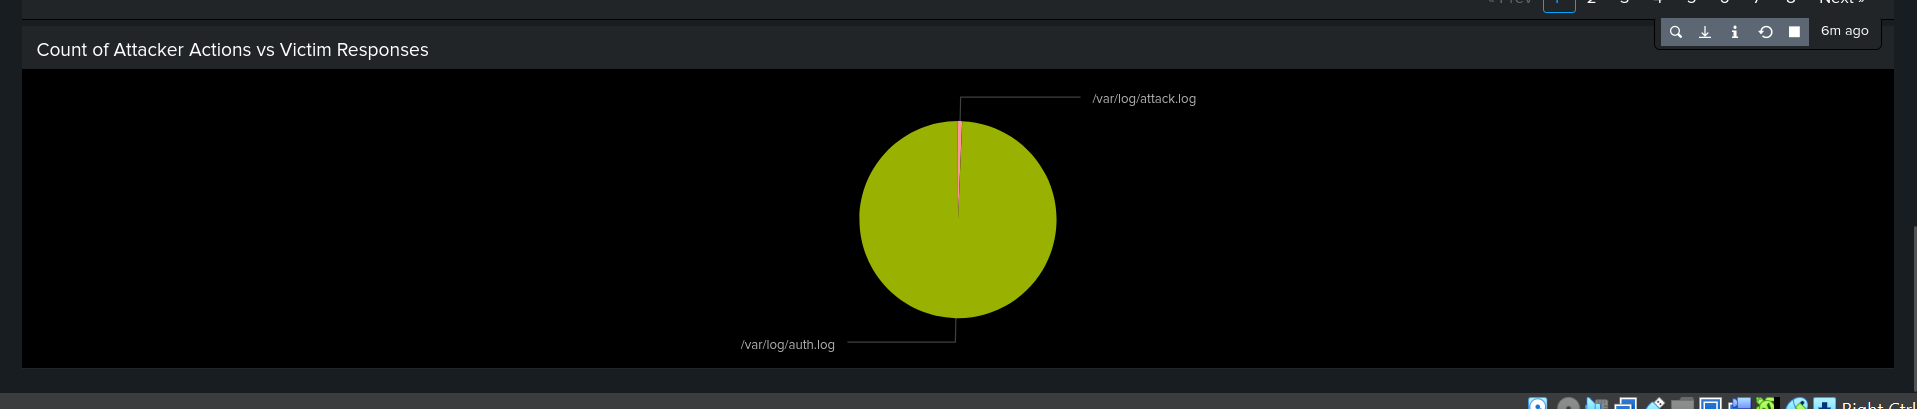 « Prev 1 2 3 4 5 6 7 8 Next »
Count of Attacker Actions vs Victim Responses
6m ago
/var/log/attack.log
/var/log/auth.log
Right Ctrl